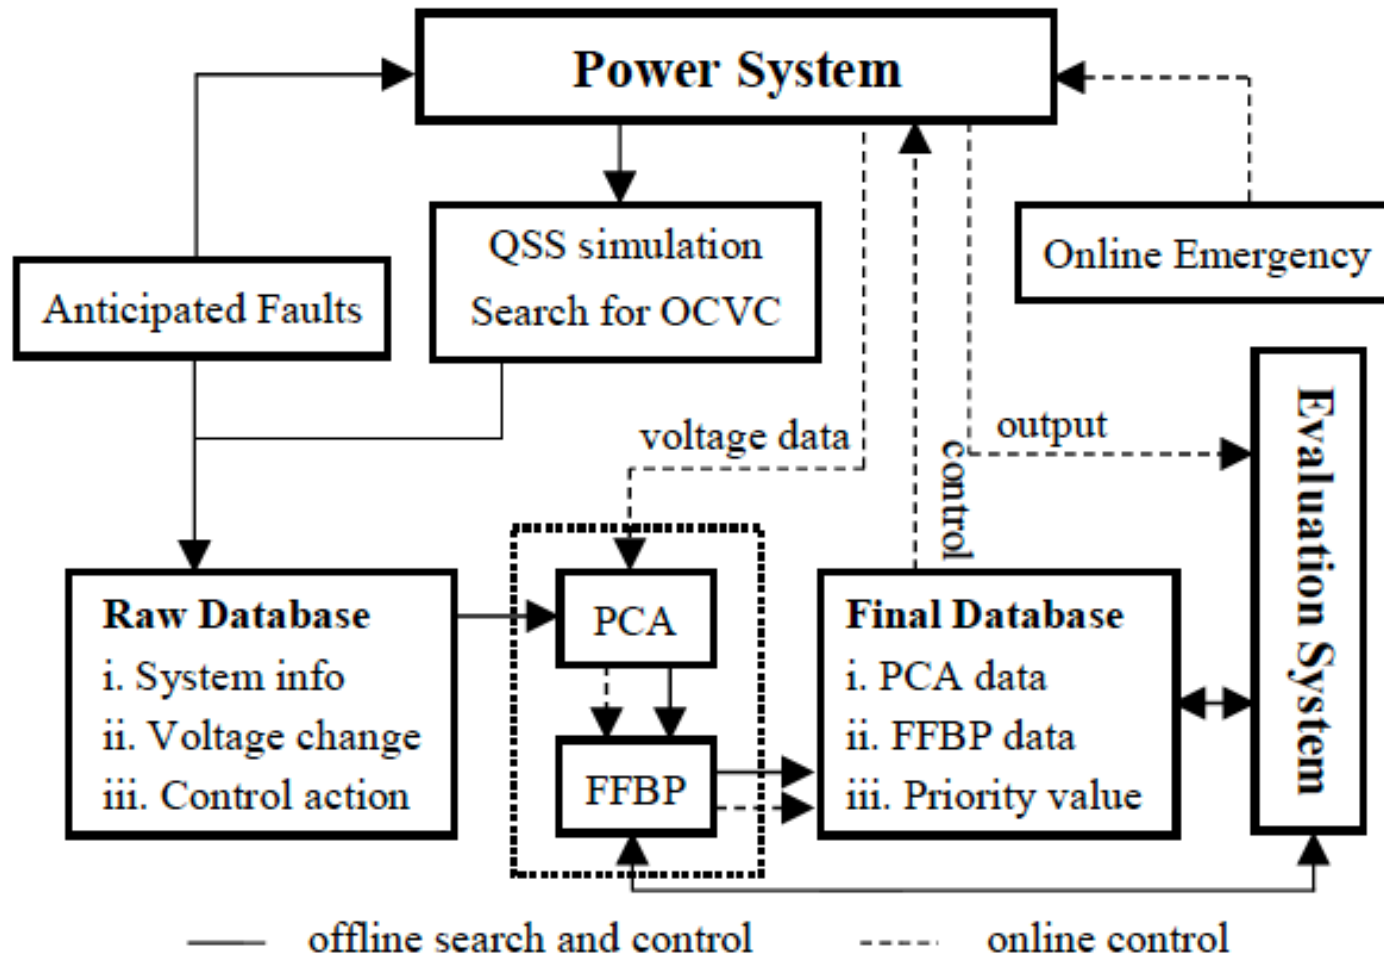 Power System
QSS simulation
Search for OCVC
Online Emergency
Anticipated Faults
voltage data
output
control
Evaluation System
Raw Database
i. System info
ii. Voltage change
iii. Control action
PCA
FFBP
Final Database
i. PCA data
ii. FFBP data
iii. Priority value
offline search and control
online control